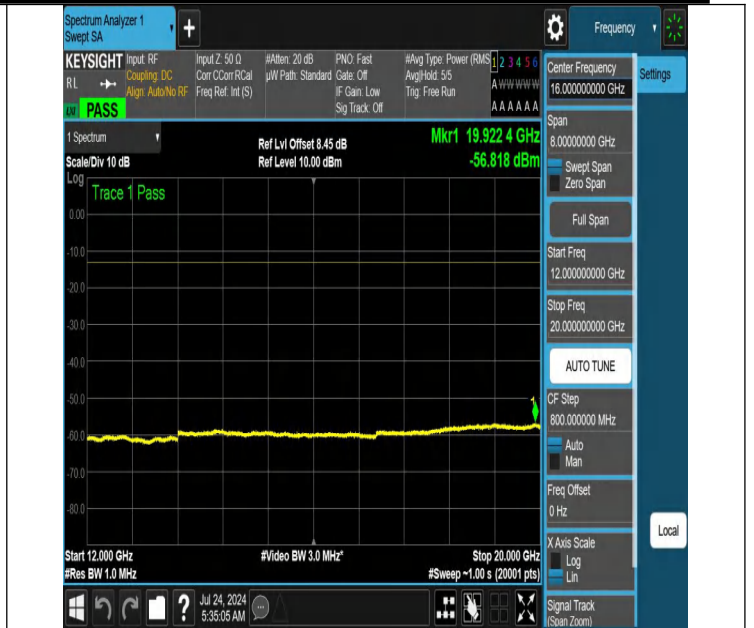 Spectrum Analyzer 1
Swept SA
+
Frequency
KEYSIGHT
RL
PASS
Input: RF
Coupling: DC
Align: Auto/No RF
Input Z: 50 Ω
Corr CCorr RCal
Freq Ref: Int (S)
#Atten: 20 dB
µW Path: Standard
PNO: Fast
Gate: Off
IF Gain: Low
Sig Track: Off
#Avg Type: Power (RMS
Avg|Hold: 5/5
Trig: Free Run
1 2 3 4 5 6
A W W W W W
A A A A A A
1 Spectrum
Scale/Div 10 dB
Ref Lvl Offset 8.45 dB
Ref Level 10.00 dBm
Mkr1 19.922 4 GHz
-56.818 dBm
Log
Trace 1 Pass
0.00
-10.0
-20.0
-30.0
-40.0
-50.0
-60.0
-70.0
-80.0
1
Start 12.000 GHz
#Res BW 1.0 MHz
#Video BW 3.0 MHz*
Stop 20.000 GHz
#Sweep ~1.00 s (20001 pts)
Center Frequency
16.000000000 GHz
Settings
Span
8.00000000 GHz
Swept Span
Zero Span
Full Span
Start Freq
12.000000000 GHz
Stop Freq
20.000000000 GHz
AUTO TUNE
CF Step
800.000000 MHz
Auto
Man
Freq Offset
0 Hz
X Axis Scale
Log
Lin
Local
Signal Track
(Span Zoom)
?
Jul 24, 2024
5:35:05 AM